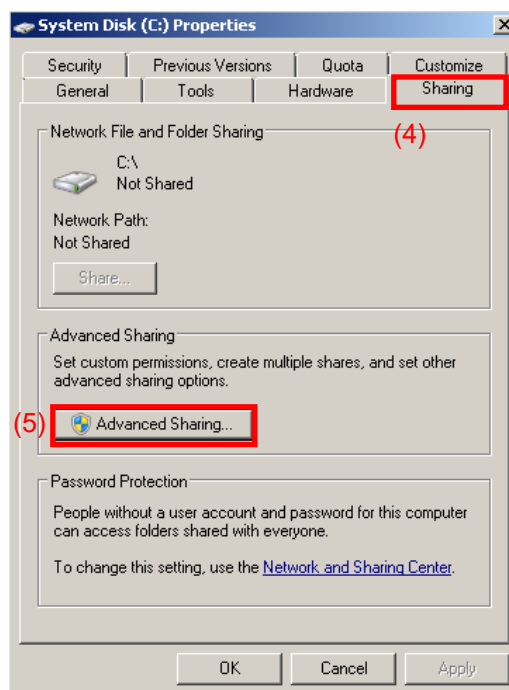 System Disk (C:) Properties
Security Previous Versions Quota Customize
General Tools Hardware Sharing
(4)
Network File and Folder Sharing
C:\
Not Shared
Network Path:
Not Shared
Share...
Advanced Sharing
Set custom permissions, create multiple shares, and set other
advanced sharing options.
(5) Advanced Sharing...
Password Protection
People without a user account and password for this computer
can access folders shared with everyone.
To change this setting, use the Network and Sharing Center.
OK Cancel Apply